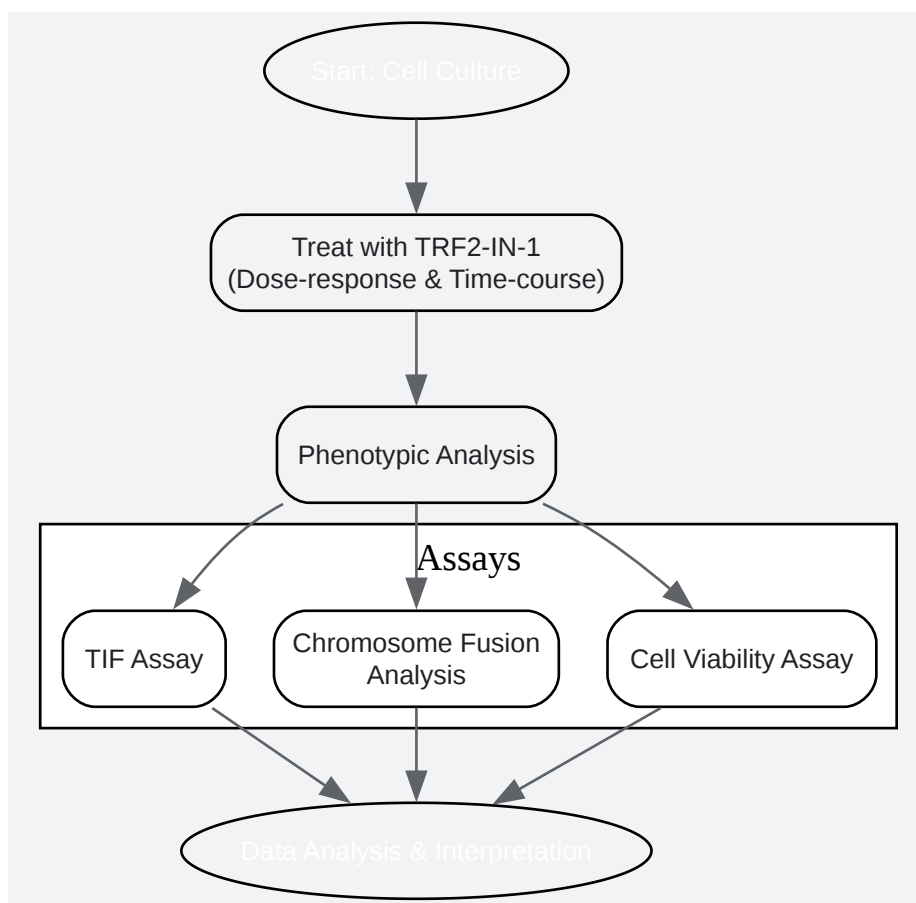 Start: Cell Culture
Treat with TRF2-IN-1
(Dose-response & Time-course)
Phenotypic Analysis
Assays
TIF Assay
Chromosome Fusion
Analysis
Cell Viability Assay
Data Analysis & Interpretation